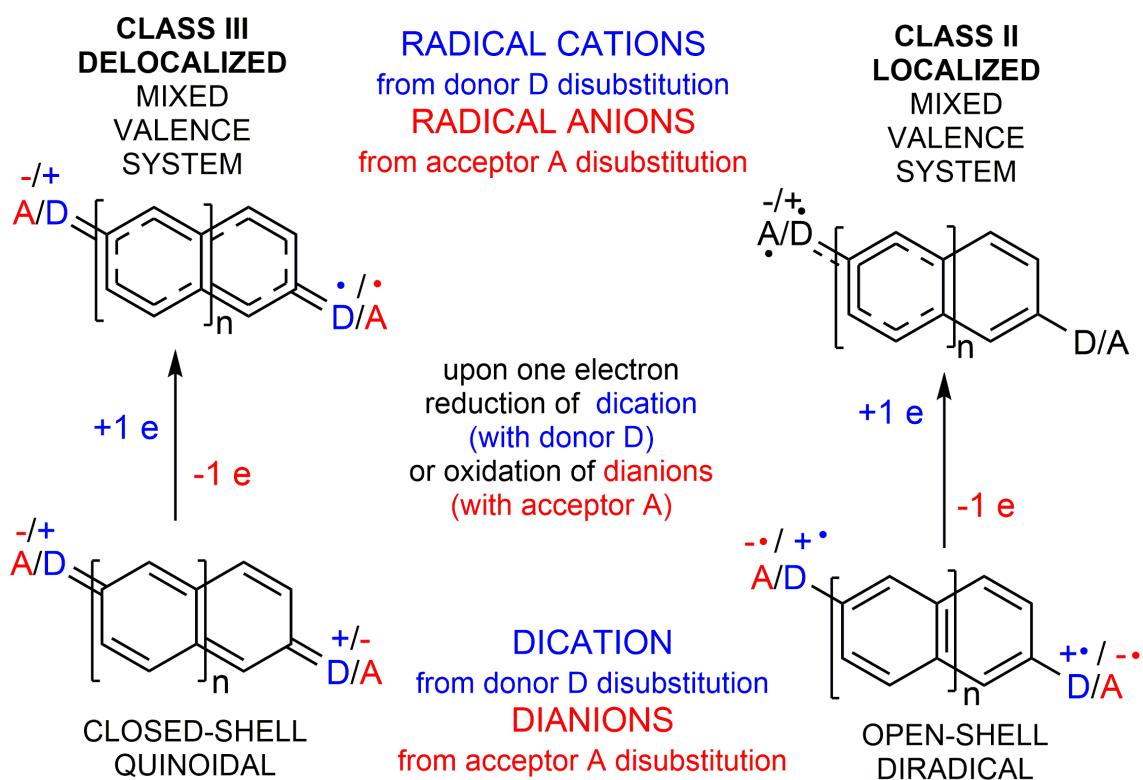 CLASS III
DELOCALIZED
MIXED
VALENCE
SYSTEM
RADICAL CATIONS
from donor D disubstitution
RADICAL ANIONS
from acceptor A disubstitution
CLASS II
LOCALIZED
MIXED
VALENCE
SYSTEM
-/+
A/D
n
• / •
D/A
-/+•
A/D
•
n
D/A
+1 e
-1 e
upon one electron
reduction of dication
(with donor D)
or oxidation of dianions
(with acceptor A)
+1 e
-1 e
-/+
A/D
n
+/-
D/A
CLOSED-SHELL
QUINOIDAL
DICATION
from donor D disubstitution
DIANIONS
from acceptor A disubstitution
-•/ +•
A/D
n
+•/ -•
D/A
OPEN-SHELL
DIRADICAL